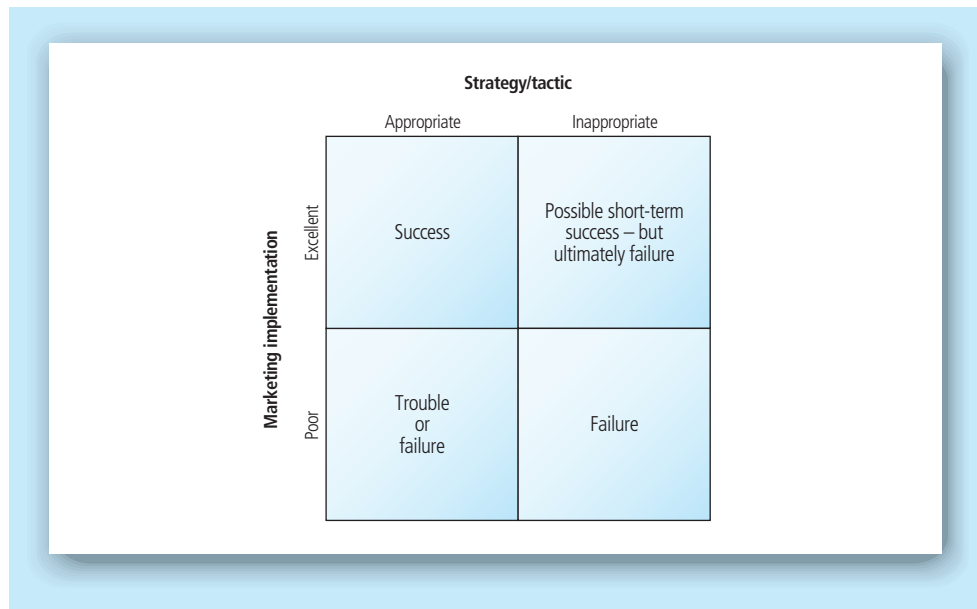 Strategy/tactic
Appropriate
Inappropriate
Marketing implementation
Excellent
Success
Possible short-term
success – but
ultimately failure
Poor
Trouble
or
failure
Failure